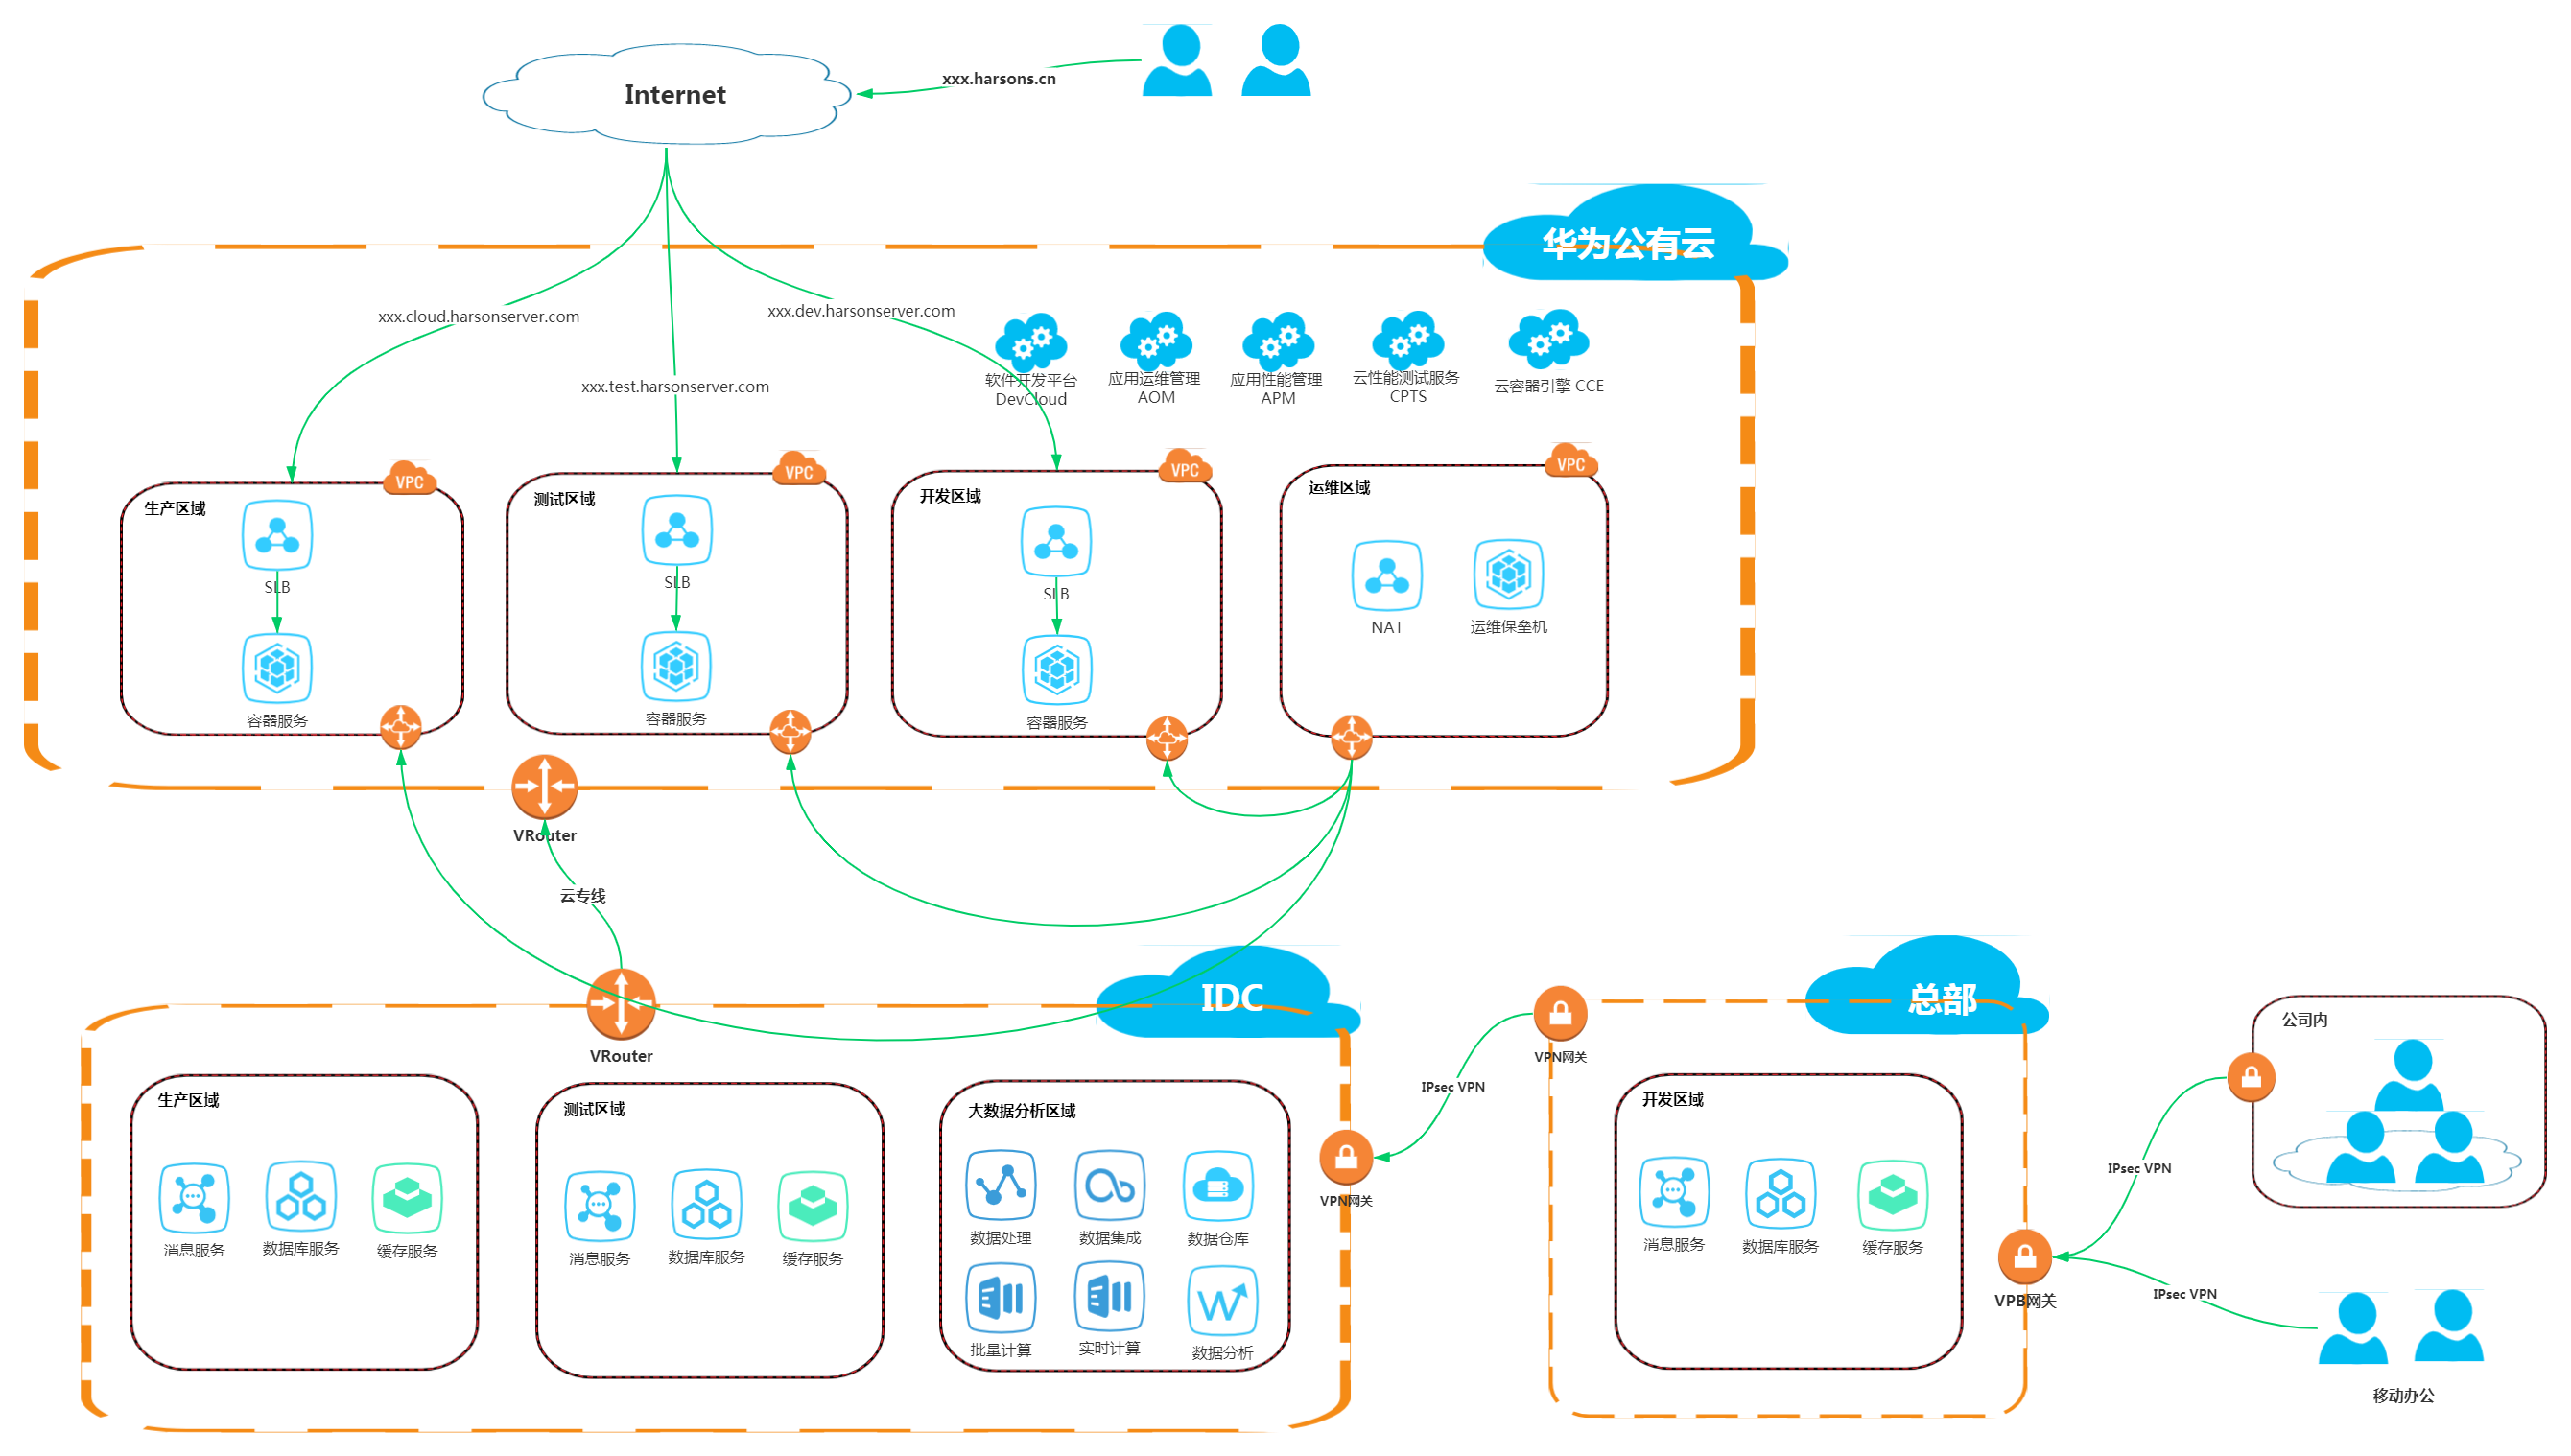 xxx.harsons.cn
Internet
华为公有云
xxx.cloud.harsonserver.com
xxx.test.harsonserver.com
xxx.dev.harsonserver.com
软件开发平台
DevCloud
应用运维管理
AOM
应用性能管理
APM
云性能测试服务
CPTS
云容器引擎 CCE
VPC
生产区域
SLB
容器服务
VPC
测试区域
SLB
容器服务
VPC
开发区域
SLB
容器服务
VPC
运维区域
NAT
运维保垒机
VRouter
云专线
VRouter
IDC
生产区域
消息服务
数据库服务
缓存服务
测试区域
消息服务
数据库服务
缓存服务
大数据分析区域
数据处理
数据集成
数据仓库
批量计算
实时计算
数据分析
VPN网关
IPsec VPN
VPN网关
总部
开发区域
消息服务
数据库服务
缓存服务
VPB网关
IPsec VPN
IPsec VPN
公司内
移动办公